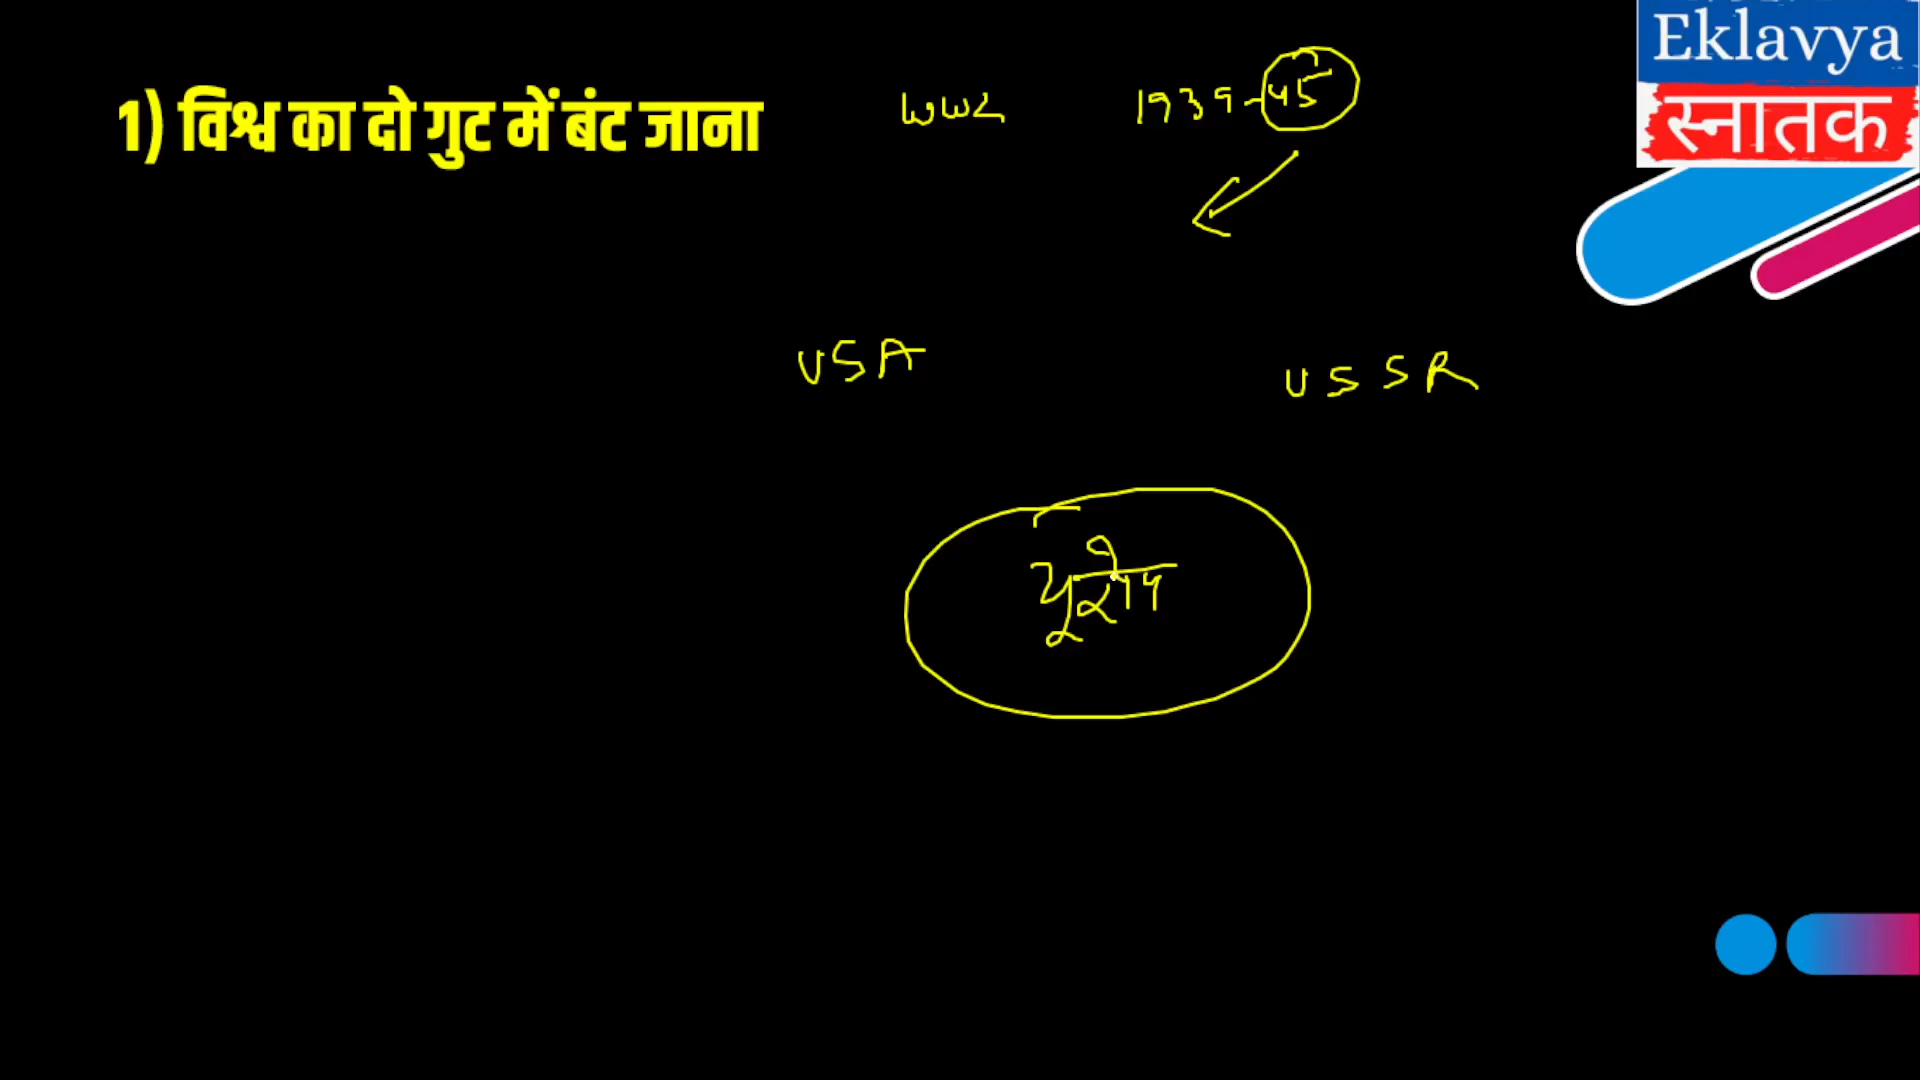 Eklavya
स्नातक
1) विश्व का दो गुट में बंट जाना
WW2 1939-45
USA USSR
यूरोप